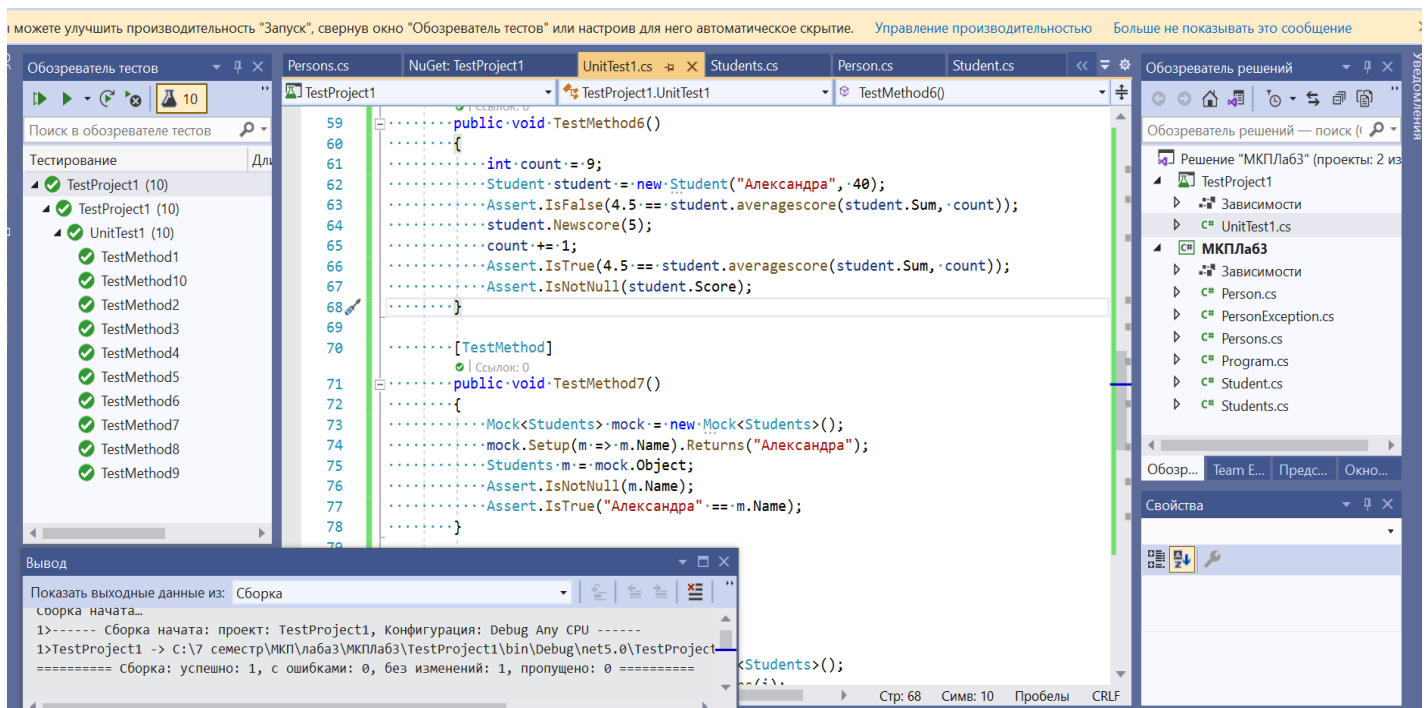 можете улучшить производительность "Запуск", свернув окно "Обозреватель тестов" или настроив для него автоматическое скрытие. Управление производительностью Больше не показывать это сообщение
Обозреватель тестов
10
Поиск в обозревателе тестов
Тестирование
TestProject1 (10)
TestProject1 (10)
UnitTest1 (10)
TestMethod1
TestMethod10
TestMethod2
TestMethod3
TestMethod4
TestMethod5
TestMethod6
TestMethod7
TestMethod8
TestMethod9
Persons.cs NuGet: TestProject1 UnitTest1.cs Students.cs Person.cs Student.cs
TestProject1 TestProject1.UnitTest1 TestMethod6()
Ссылок: 0
59 public void TestMethod6()
60 {
61 int count = 9;
62 Student student = new Student("Александра", 40);
63 Assert.IsFalse(4.5 == student.averagescore(student.Sum, count));
64 student.Newscore(5);
65 count += 1;
66 Assert.IsTrue(4.5 == student.averagescore(student.Sum, count));
67 Assert.IsNotNull(student.Score);
68 }
69
70 [TestMethod]
Ссылок: 0
71 public void TestMethod7()
72 {
73 Mock<Students> mock = new Mock<Students>();
74 mock.Setup(m => m.Name).Returns("Александра");
75 Students m = mock.Object;
76 Assert.IsNotNull(m.Name);
77 Assert.IsTrue("Александра" == m.Name);
78 }
79
<Students>();
Стр: 68 Симв: 10 Пробелы CRLF
Вывод
Показать выходные данные из: Сборка
Сборка начата…
1>------ Сборка начата: проект: TestProject1, Конфигурация: Debug Any CPU ------
1>TestProject1 -> C:\7 семестр\МКП\лаба3\МКПЛаб3\TestProject1\bin\Debug\net5.0\TestProject
========== Сборка: успешно: 1, с ошибками: 0, без изменений: 1, пропущено: 0 ==========
Обозреватель решений
Обозреватель решений — поиск (
Решение "МКПЛаб3" (проекты: 2 из
TestProject1
Зависимости
C# UnitTest1.cs
C# МКПЛаб3
Зависимости
C# Person.cs
C# PersonException.cs
C# Persons.cs
C# Program.cs
C# Student.cs
C# Students.cs
Обозр... Team E... Предс... Окно...
Свойства
Уведомления